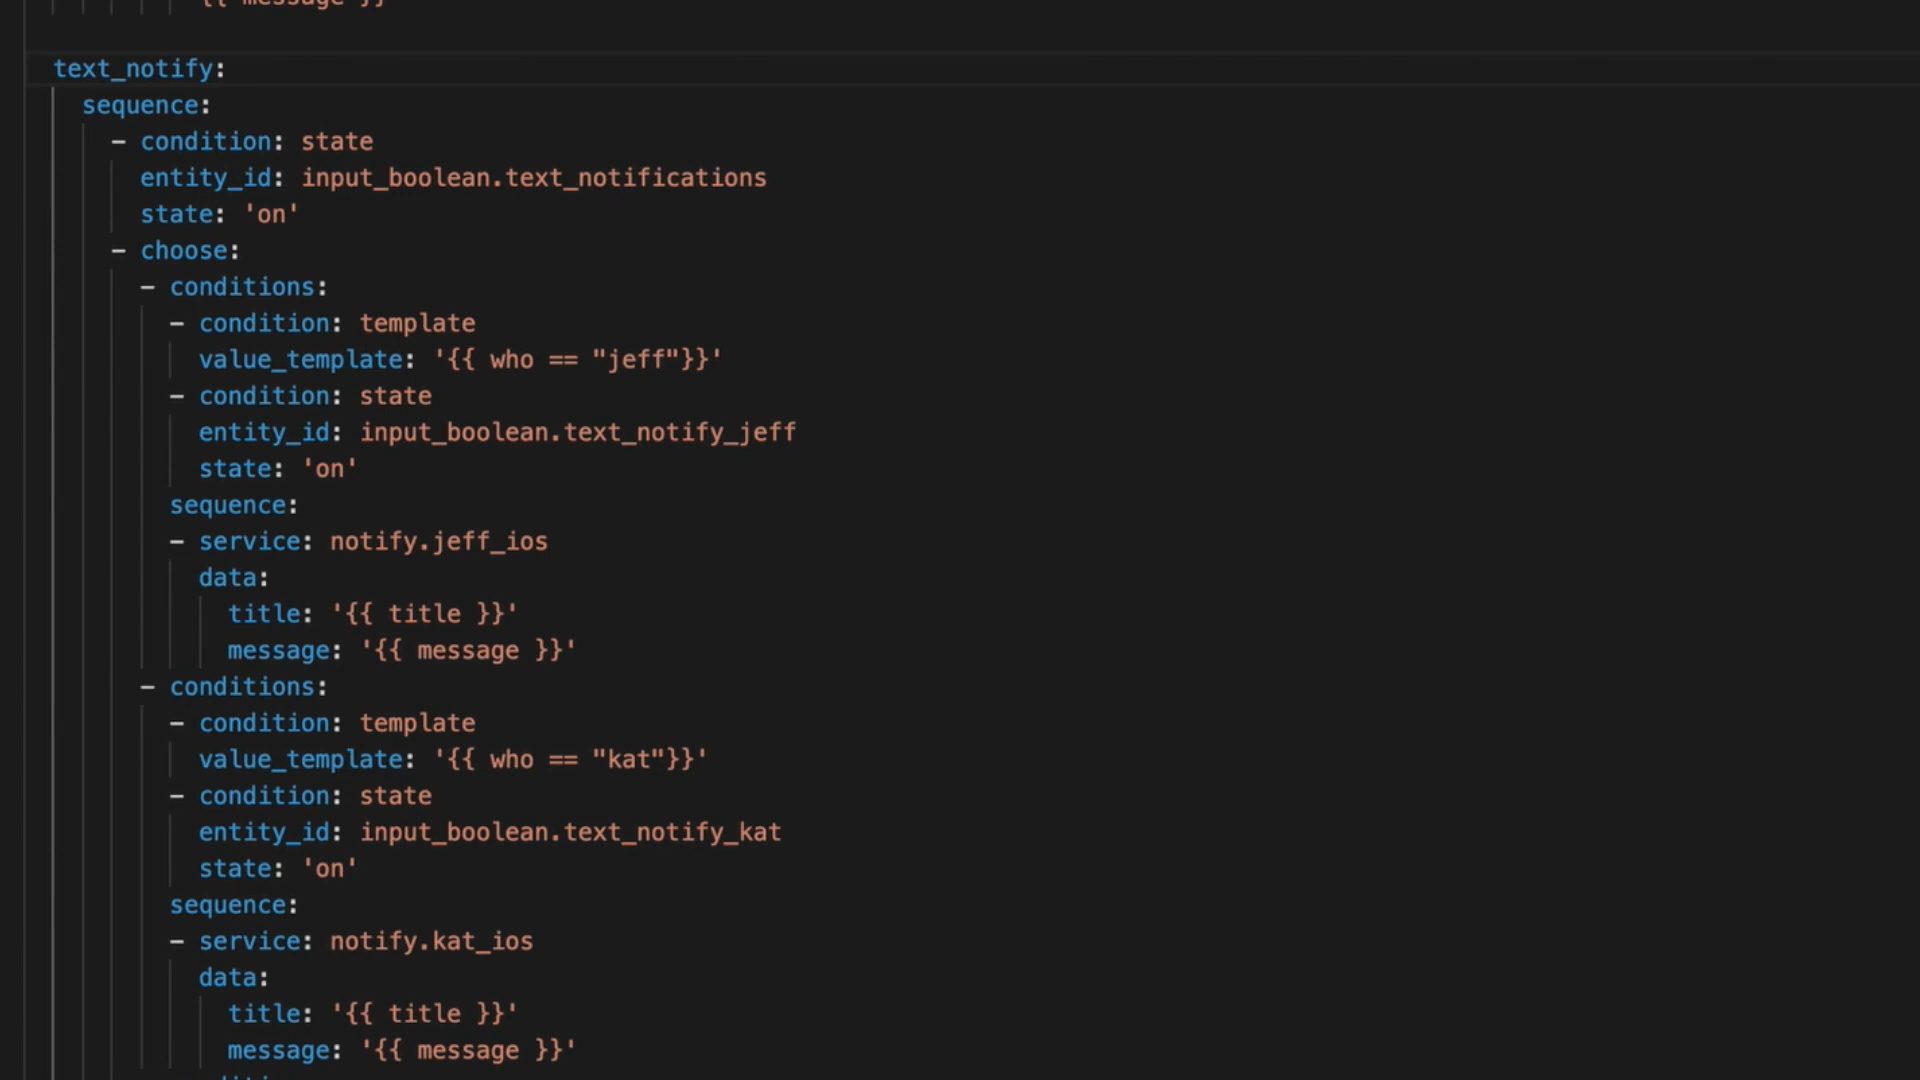 {{ message }}
text_notify:
sequence:
- condition: state
entity_id: input_boolean.text_notifications
state: 'on'
- choose:
- conditions:
- condition: template
value_template: '{{ who == "jeff"}}'
- condition: state
entity_id: input_boolean.text_notify_jeff
state: 'on'
sequence:
- service: notify.jeff_ios
data:
title: '{{ title }}'
message: '{{ message }}'
- conditions:
- condition: template
value_template: '{{ who == "kat"}}'
- condition: state
entity_id: input_boolean.text_notify_kat
state: 'on'
sequence:
- service: notify.kat_ios
data:
title: '{{ title }}'
message: '{{ message }}'